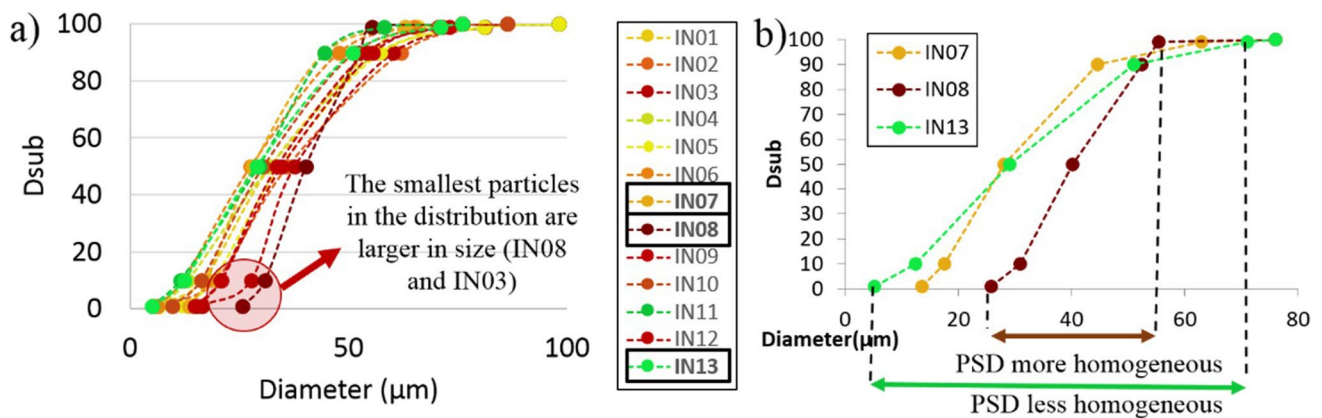 a)
100
80
60
40
20
0
Dsub
0 50 100
Diameter (µm)
The smallest particles
in the distribution are
larger in size (IN08
and IN03)
IN01
IN02
IN03
IN04
IN05
IN06
IN07
IN08
IN09
IN10
IN11
IN12
IN13
b)
100
90
80
70
60
50
40
30
20
10
0
Dsub
IN07
IN08
IN13
0 20 40 60 80
Diameter(µm)
PSD more homogeneous
PSD less homogeneous